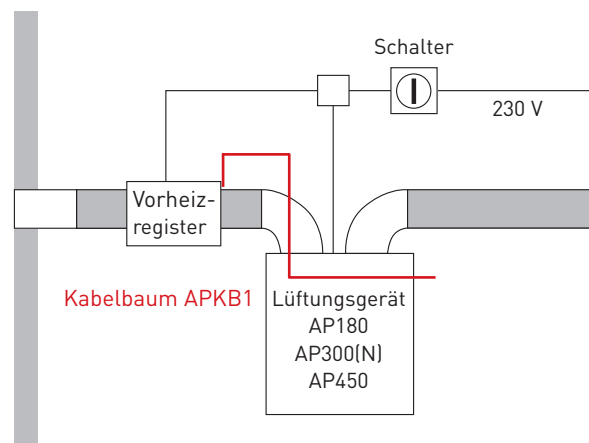 Schalter
230 V
Vorheiz-
register
Kabelbaum APKB1
Lüftungsgerät
AP180
AP300(N)
AP450